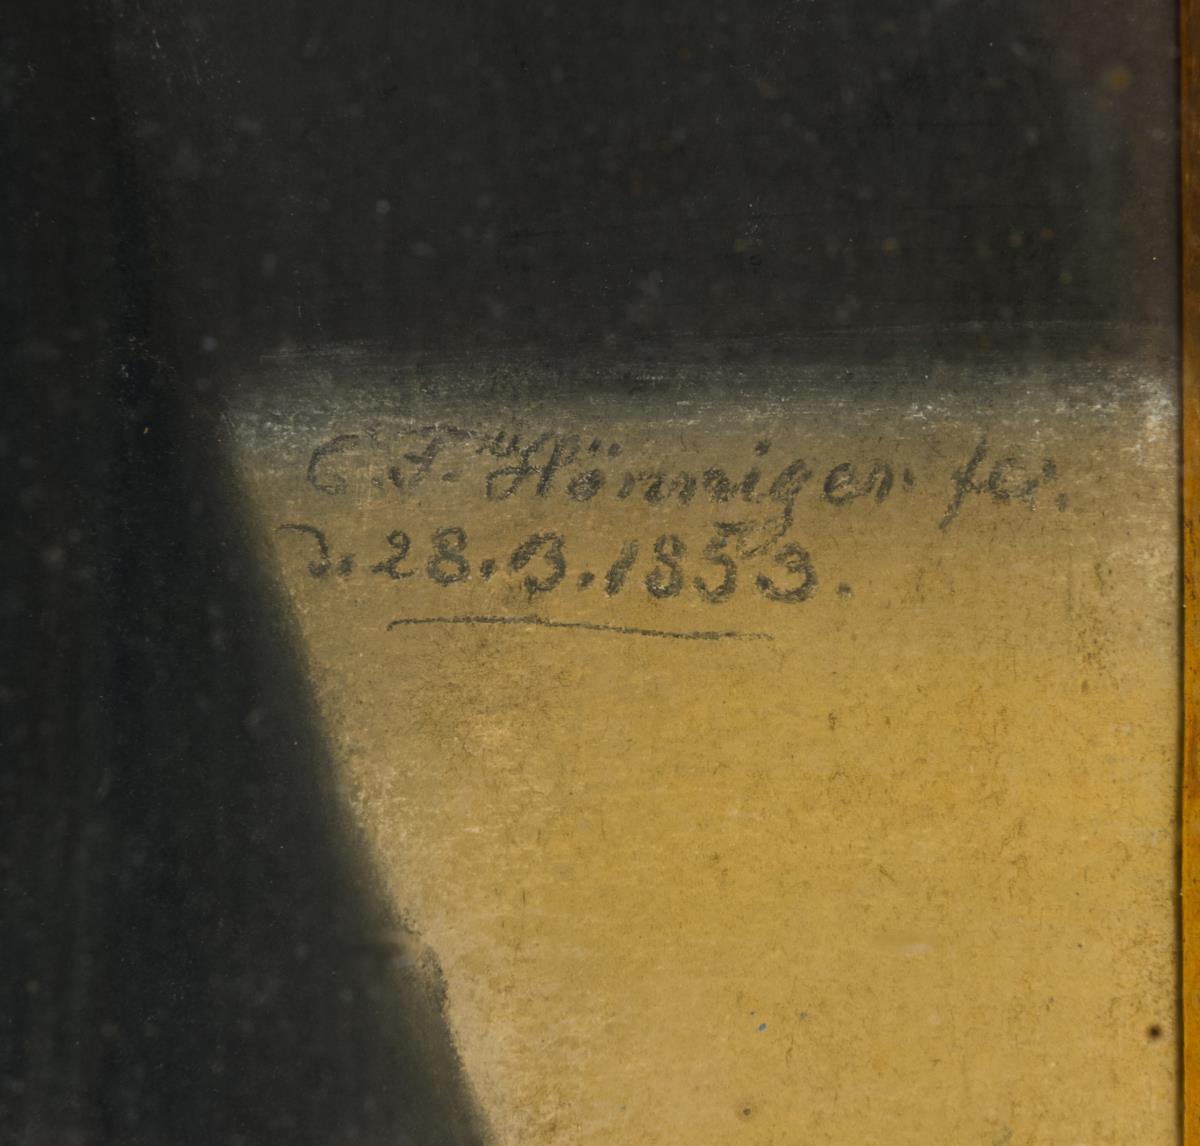 C. F. Hönniger fec.
d. 28. 3. 1853.